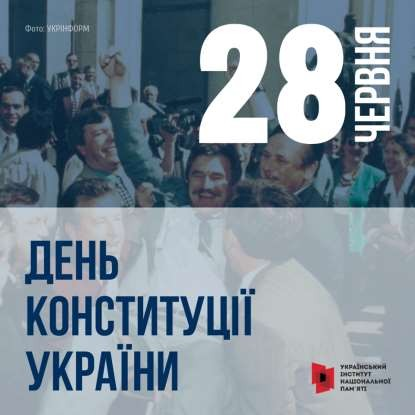 Фото: УКРІНФОРМ
28
ЧЕРВНЯ
ДЕНЬ
КОНСТИТУЦІЇ
УКРАЇНИ
УКРАЇНСЬКИЙ
ІНСТИТУТ
НАЦІОНАЛЬНОЇ
ПАМ'ЯТІ